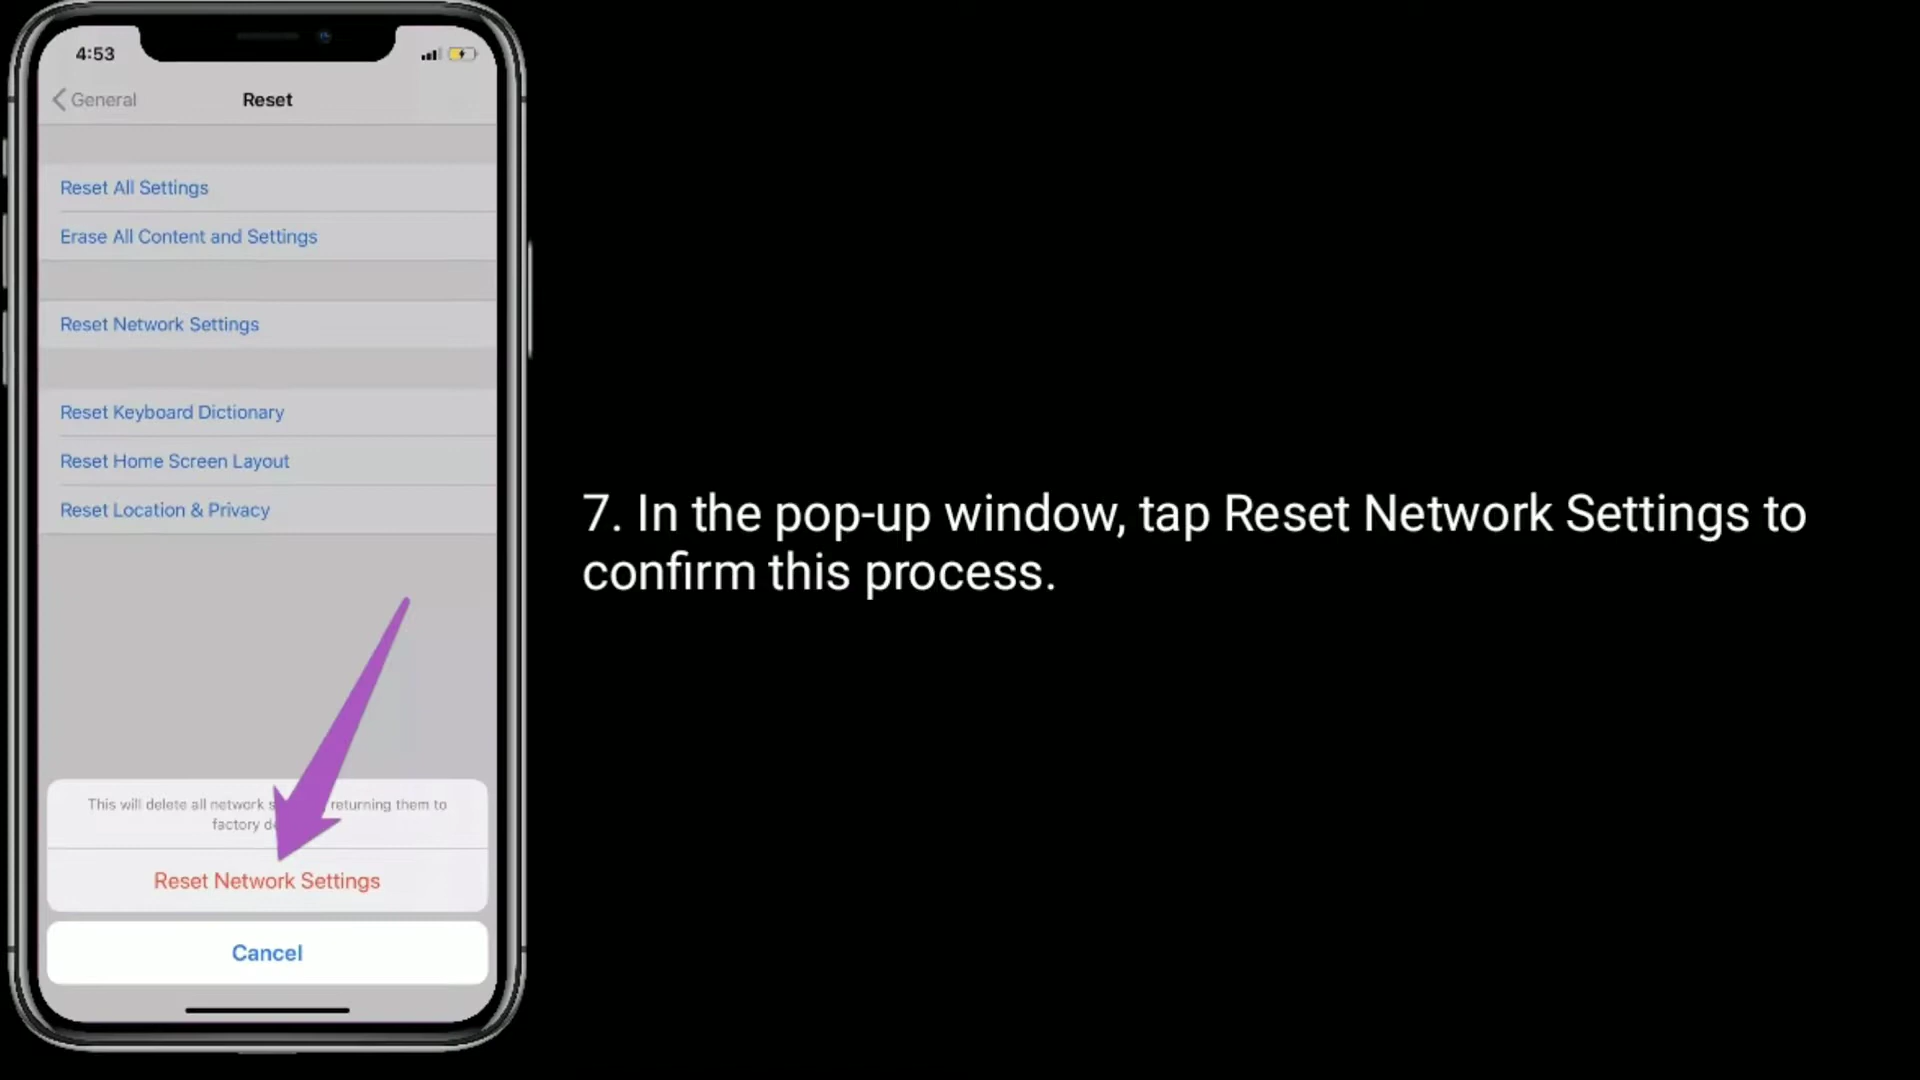 4:53
General
Reset
Reset All Settings
Erase All Content and Settings
Reset Network Settings
Reset Keyboard Dictionary
Reset Home Screen Layout
Reset Location & Privacy
This will delete all network returning them to
factory
Reset Network Settings
Cancel
7. In the pop-up window, tap Reset Network Settings to
confirm this process.